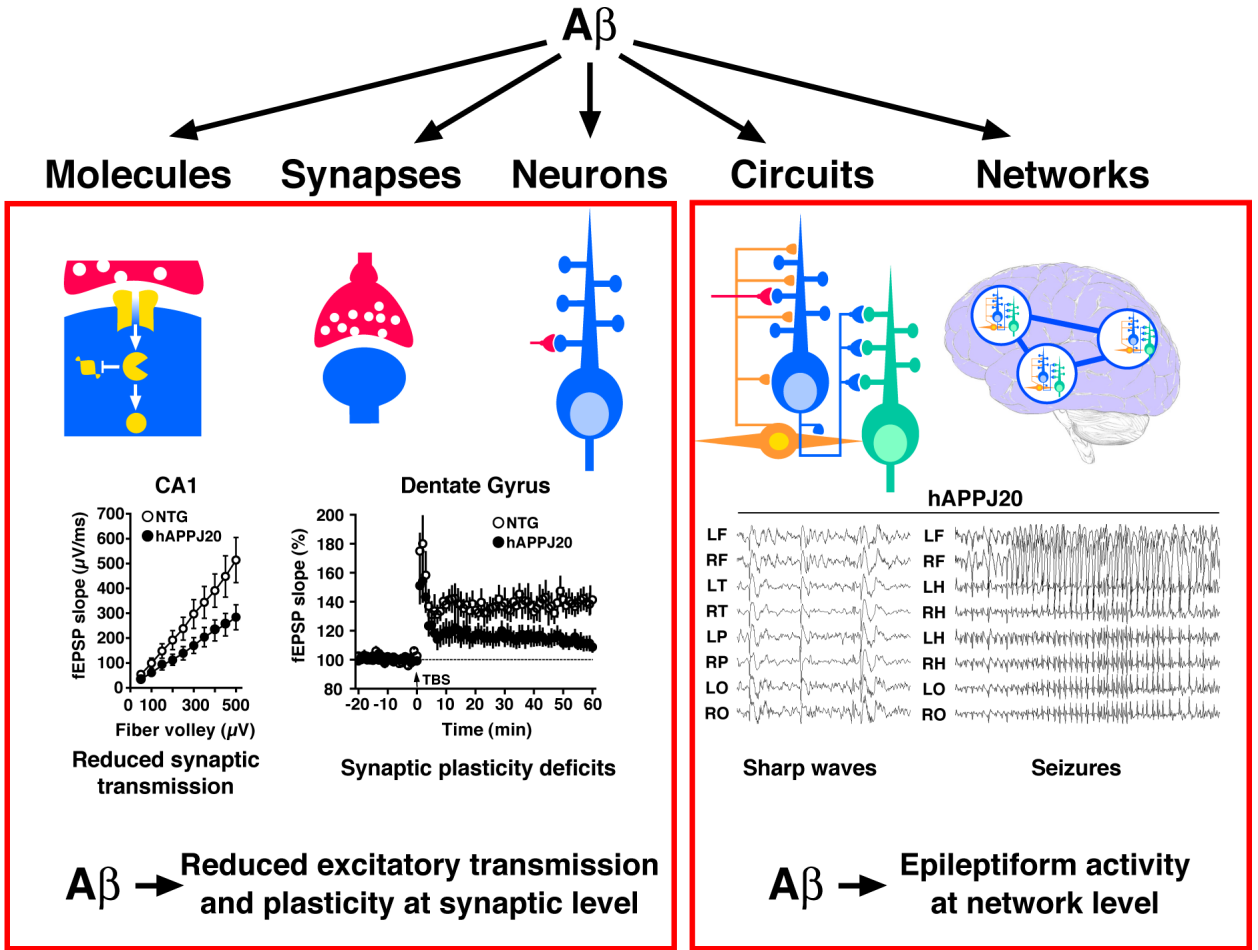 Aβ
Molecules Synapses Neurons Circuits Networks
CA1
700
600
500
400
300
200
100
0
fEPSP slope (µV/ms)
NTG
hAPPJ20
0 100 300 500
Fiber volley (µV)
Reduced synaptic
transmission
Dentate Gyrus
200
180
160
140
120
100
80
fEPSP slope (%)
NTG
hAPPJ20
TBS
-20 -10 0 10 20 30 40 50 60
Time (min)
Synaptic plasticity deficits
Aβ Reduced excitatory transmission
and plasticity at synaptic level
hAPPJ20
LF
RF
LT
RT
LP
RP
LO
RO
Sharp waves
LF
RF
LH
RH
LH
RH
LO
RO
Seizures
Aβ Epileptiform activity
at network level